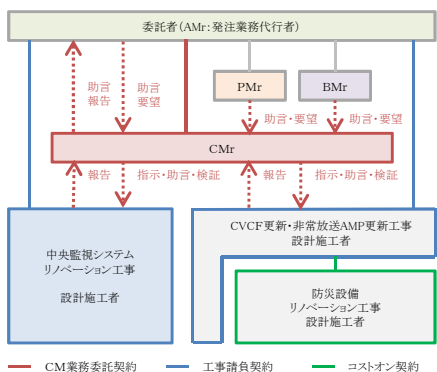 委託者（AMr：発注業務代行者）
助言
報告
助言
要望
PMr
BMr
助言・要望
助言・要望
CMr
報告
指示・助言・検証
報告
指示・助言・検証
中央監視システム
リノベーション工事
設計施工者
CVCF更新・非常放送AMP更新工事
設計施工者
防災設備
リノベーション工事
設計施工者
CM業務委託契約
工事請負契約
コストオン契約